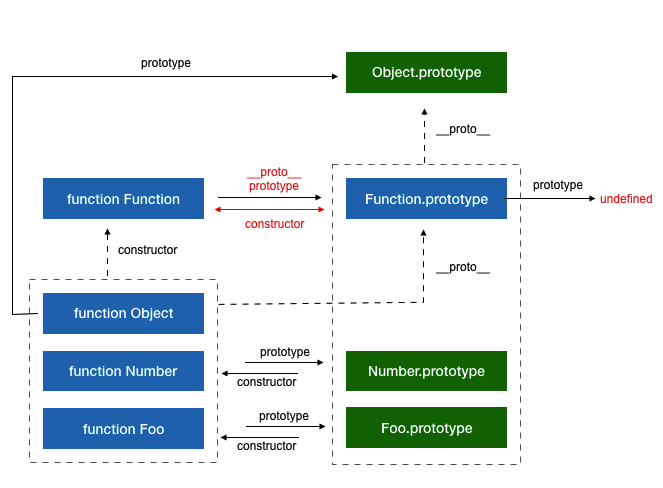 prototype
Object.prototype
__proto__
__proto__
prototype
function Function
Function.prototype
prototype
undefined
constructor
constructor
__proto__
function Object
prototype
function Number
Number.prototype
constructor
prototype
function Foo
Foo.prototype
constructor